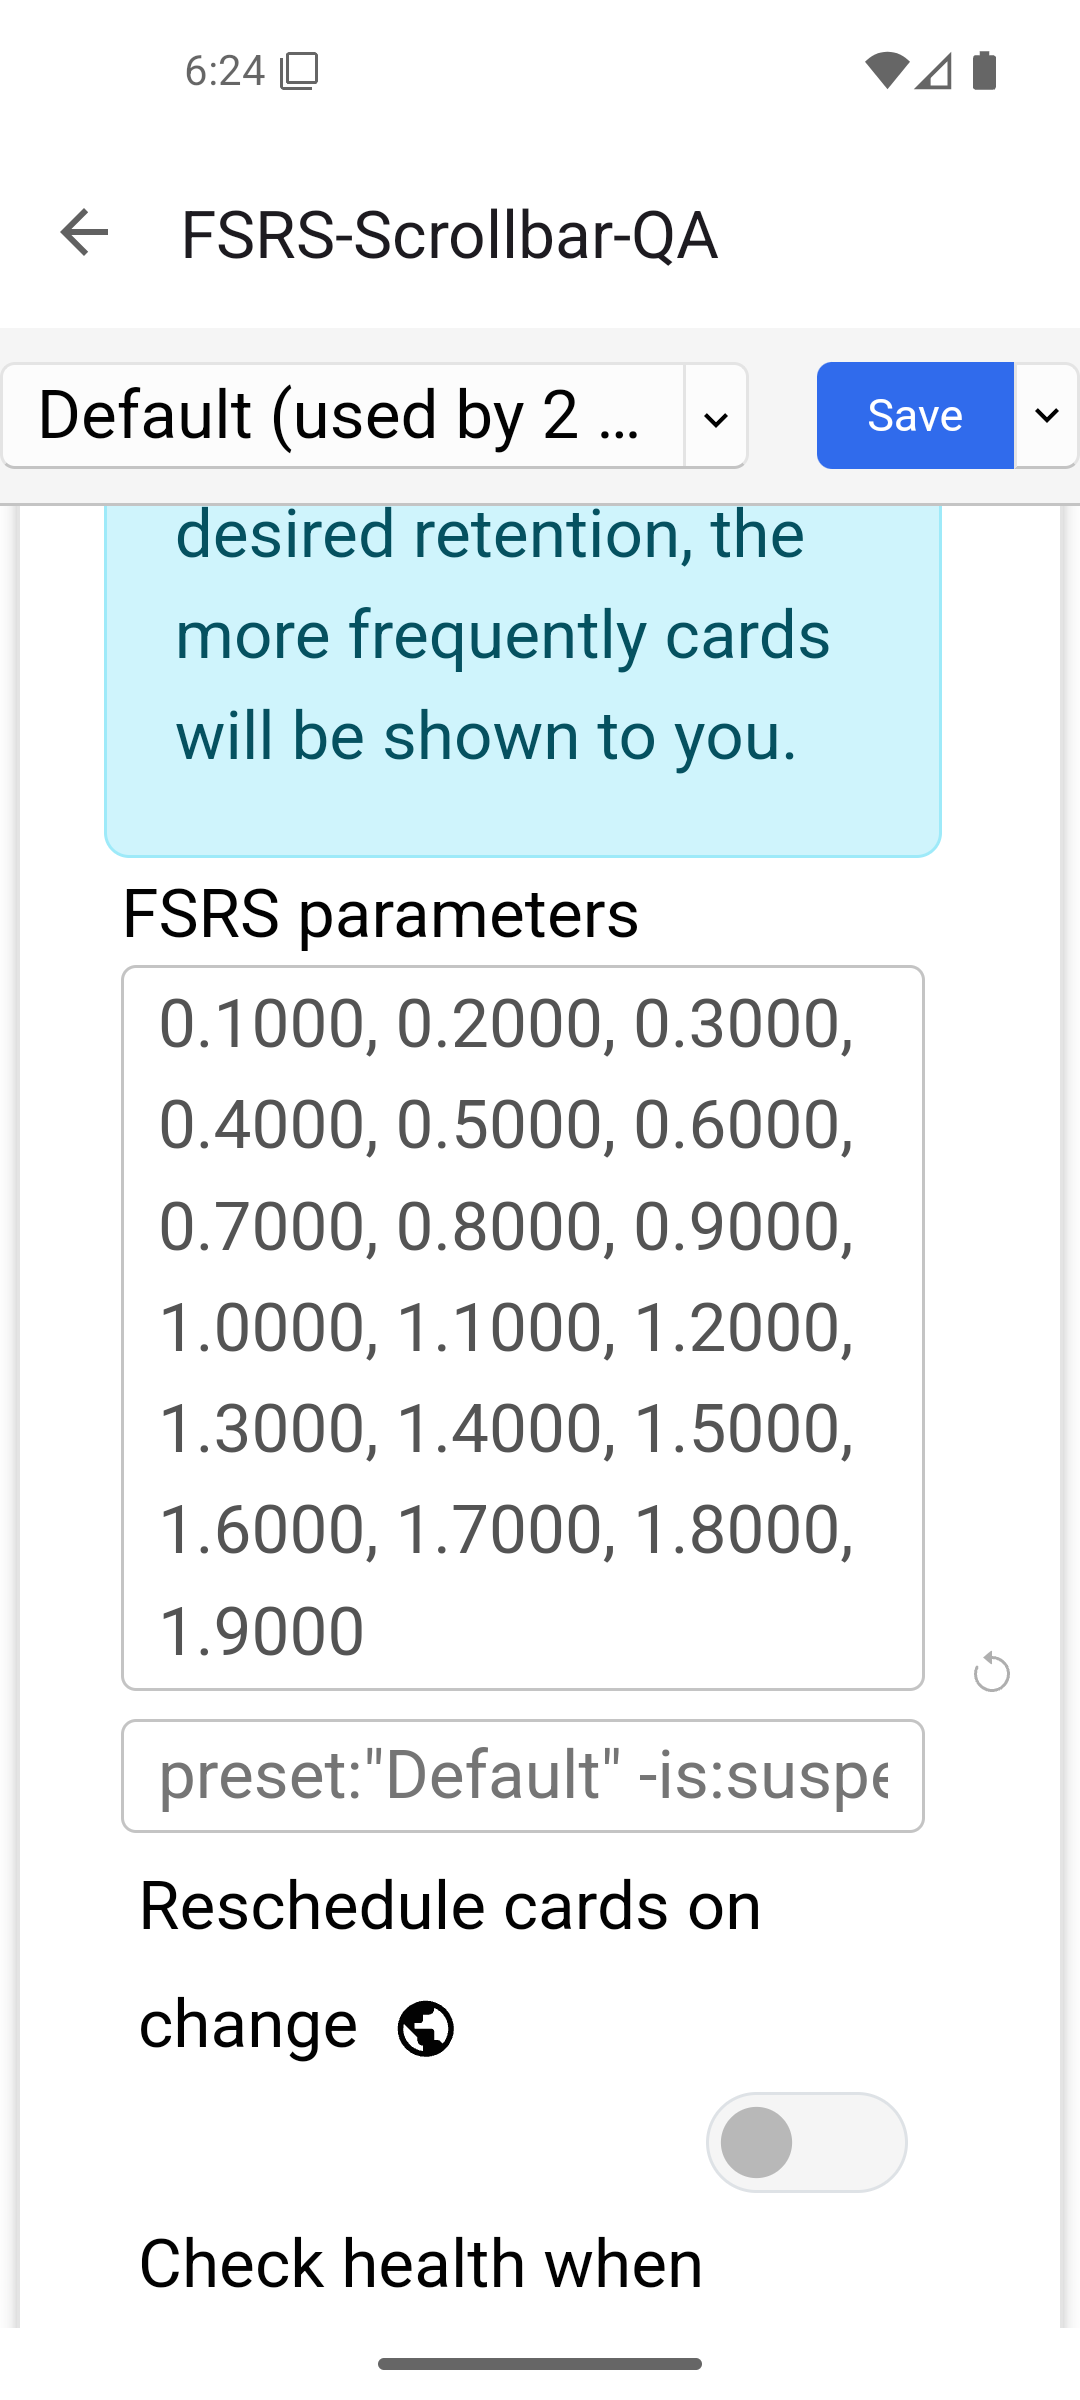 6:24
FSRS-Scrollbar-QA
Default (used by 2 ...
Save
desired retention, the
more frequently cards
will be shown to you.
FSRS parameters
0.1000, 0.2000, 0.3000,
0.4000, 0.5000, 0.6000,
0.7000, 0.8000, 0.9000,
1.0000, 1.1000, 1.2000,
1.3000, 1.4000, 1.5000,
1.6000, 1.7000, 1.8000,
1.9000
preset:"Default" -is:suspe
Reschedule cards on
change
Check health when